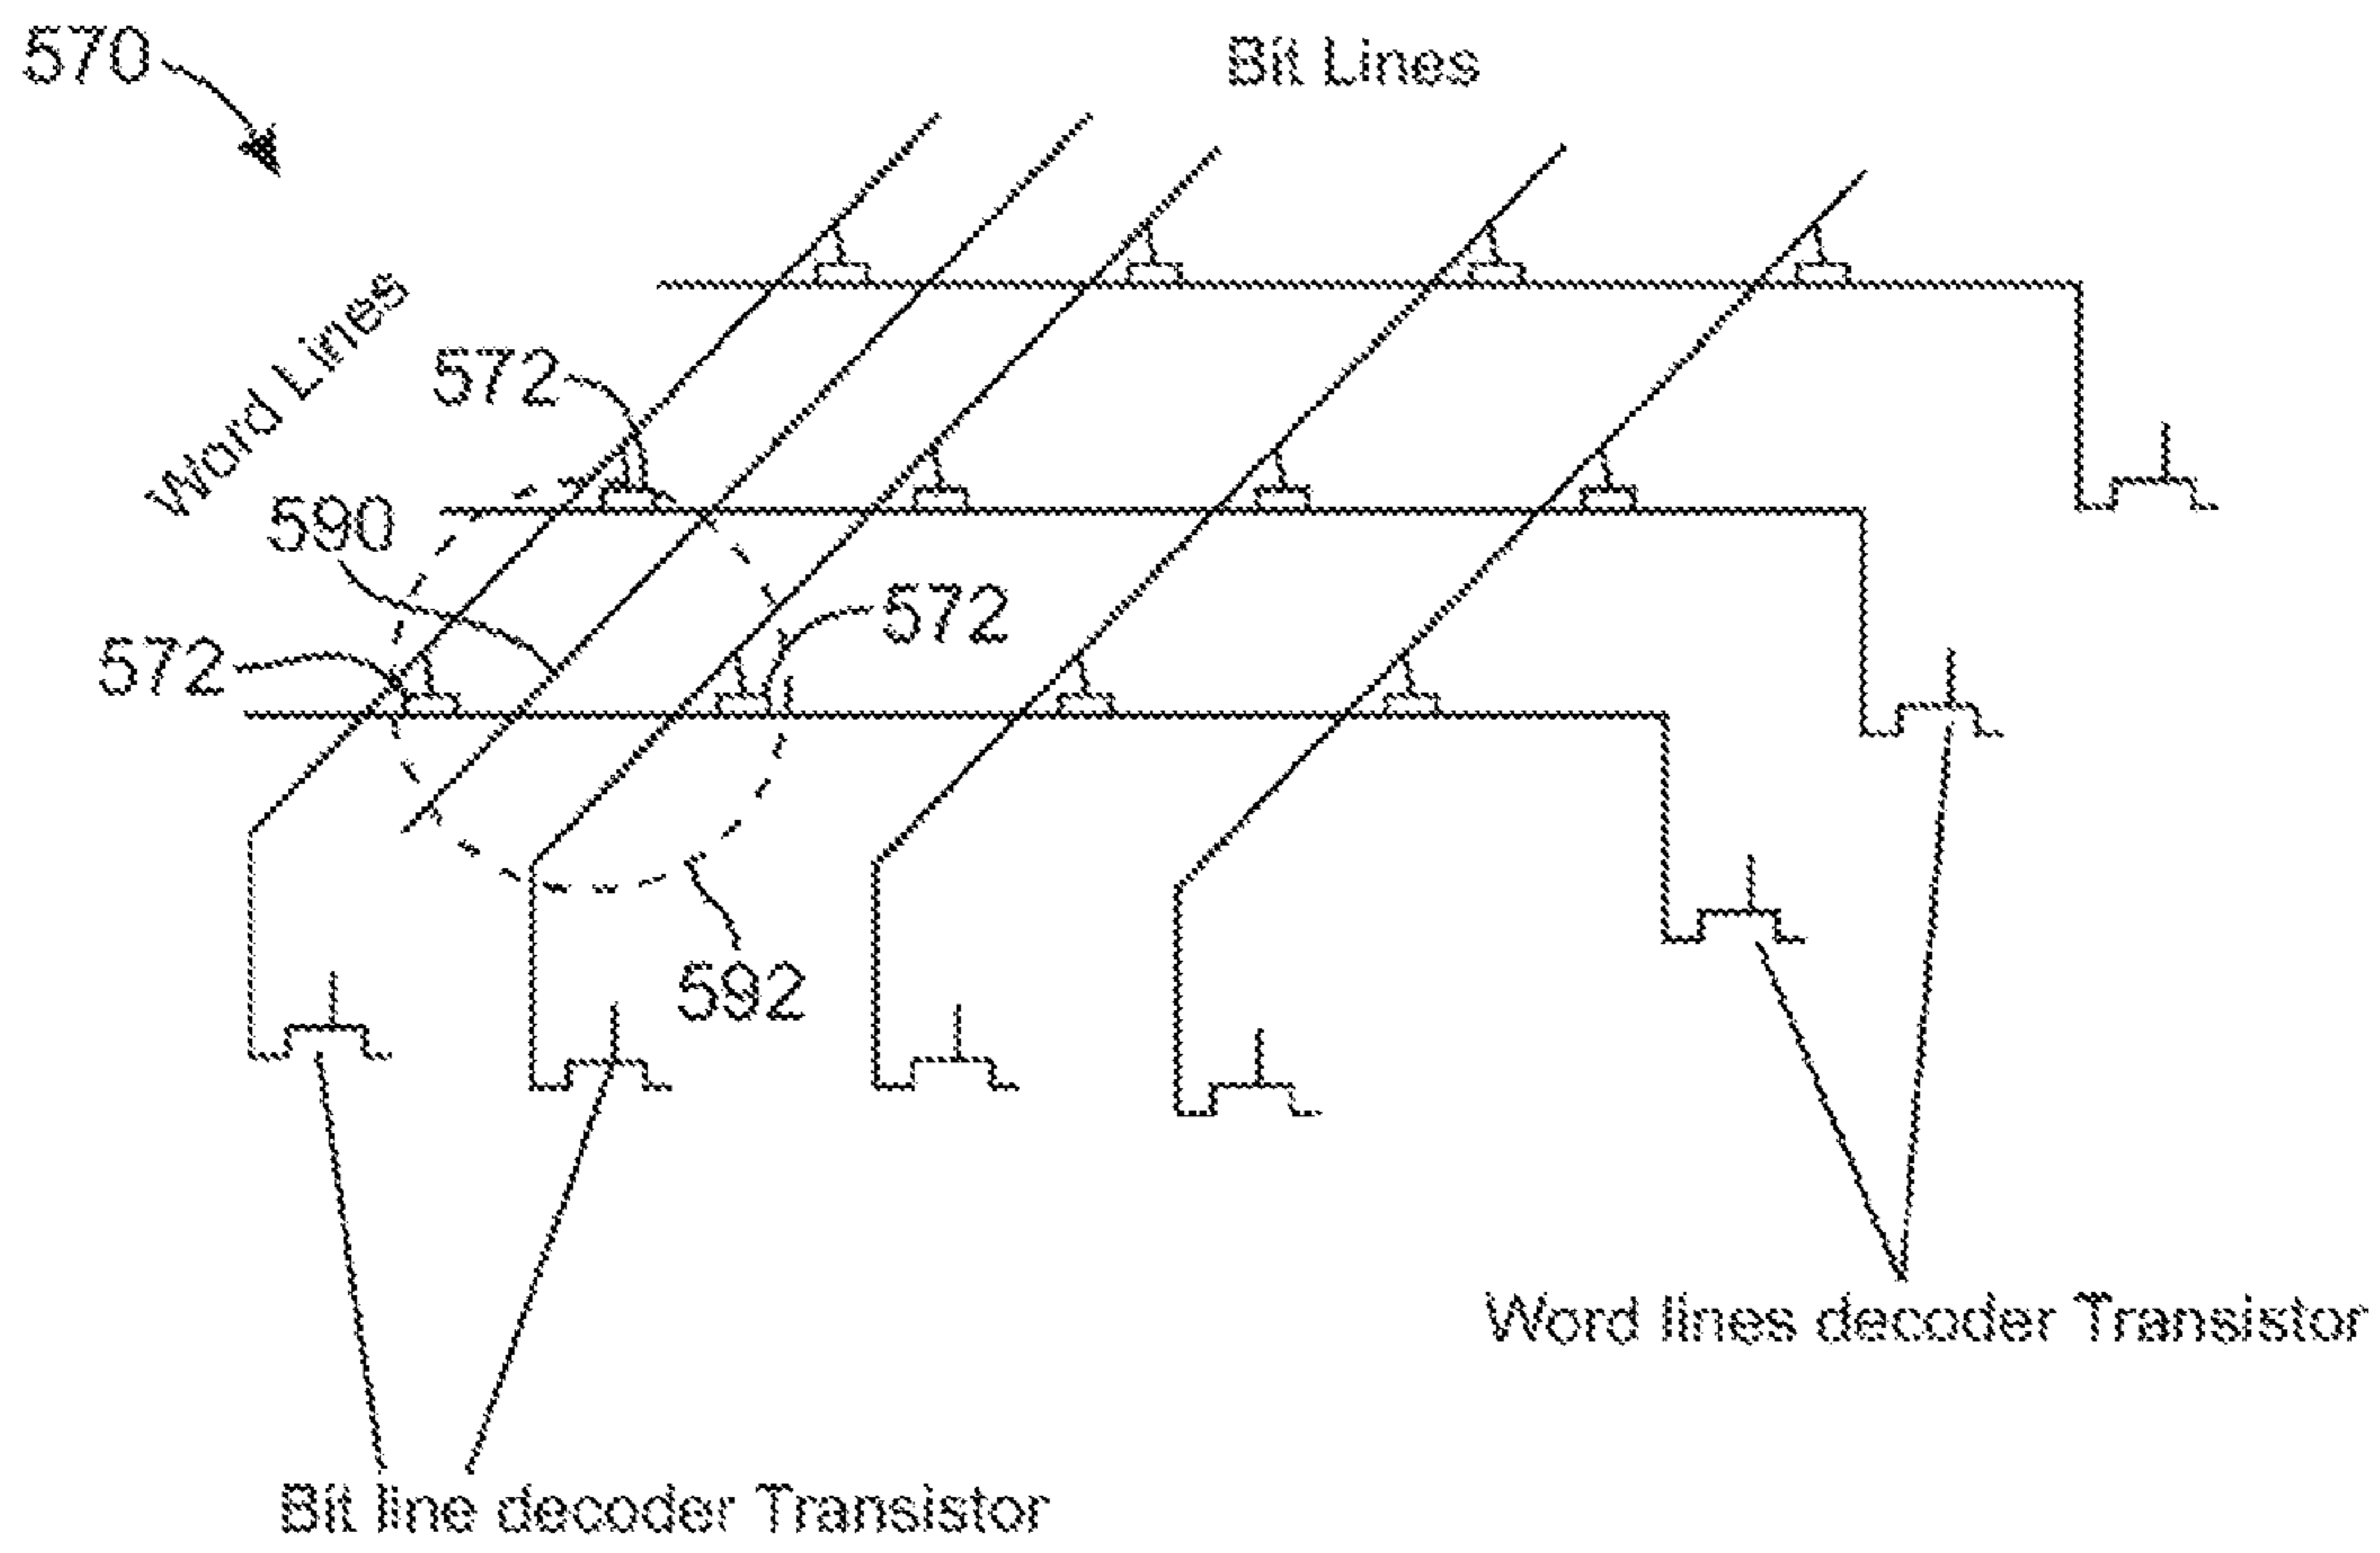 570
Bit Lines
Word Lines
572
590
572
572
592
Word lines decoder Transistor
Bit line decoder Transistor